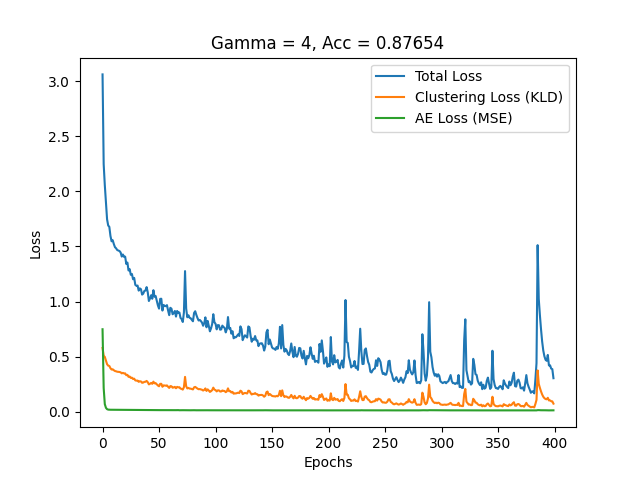 Gamma = 4, Acc = 0.87654
Total Loss
Clustering Loss (KLD)
AE Loss (MSE)
3.0
2.5
2.0
1.5
1.0
0.5
0.0
Loss
0 50 100 150 200 250 300 350 400
Epochs